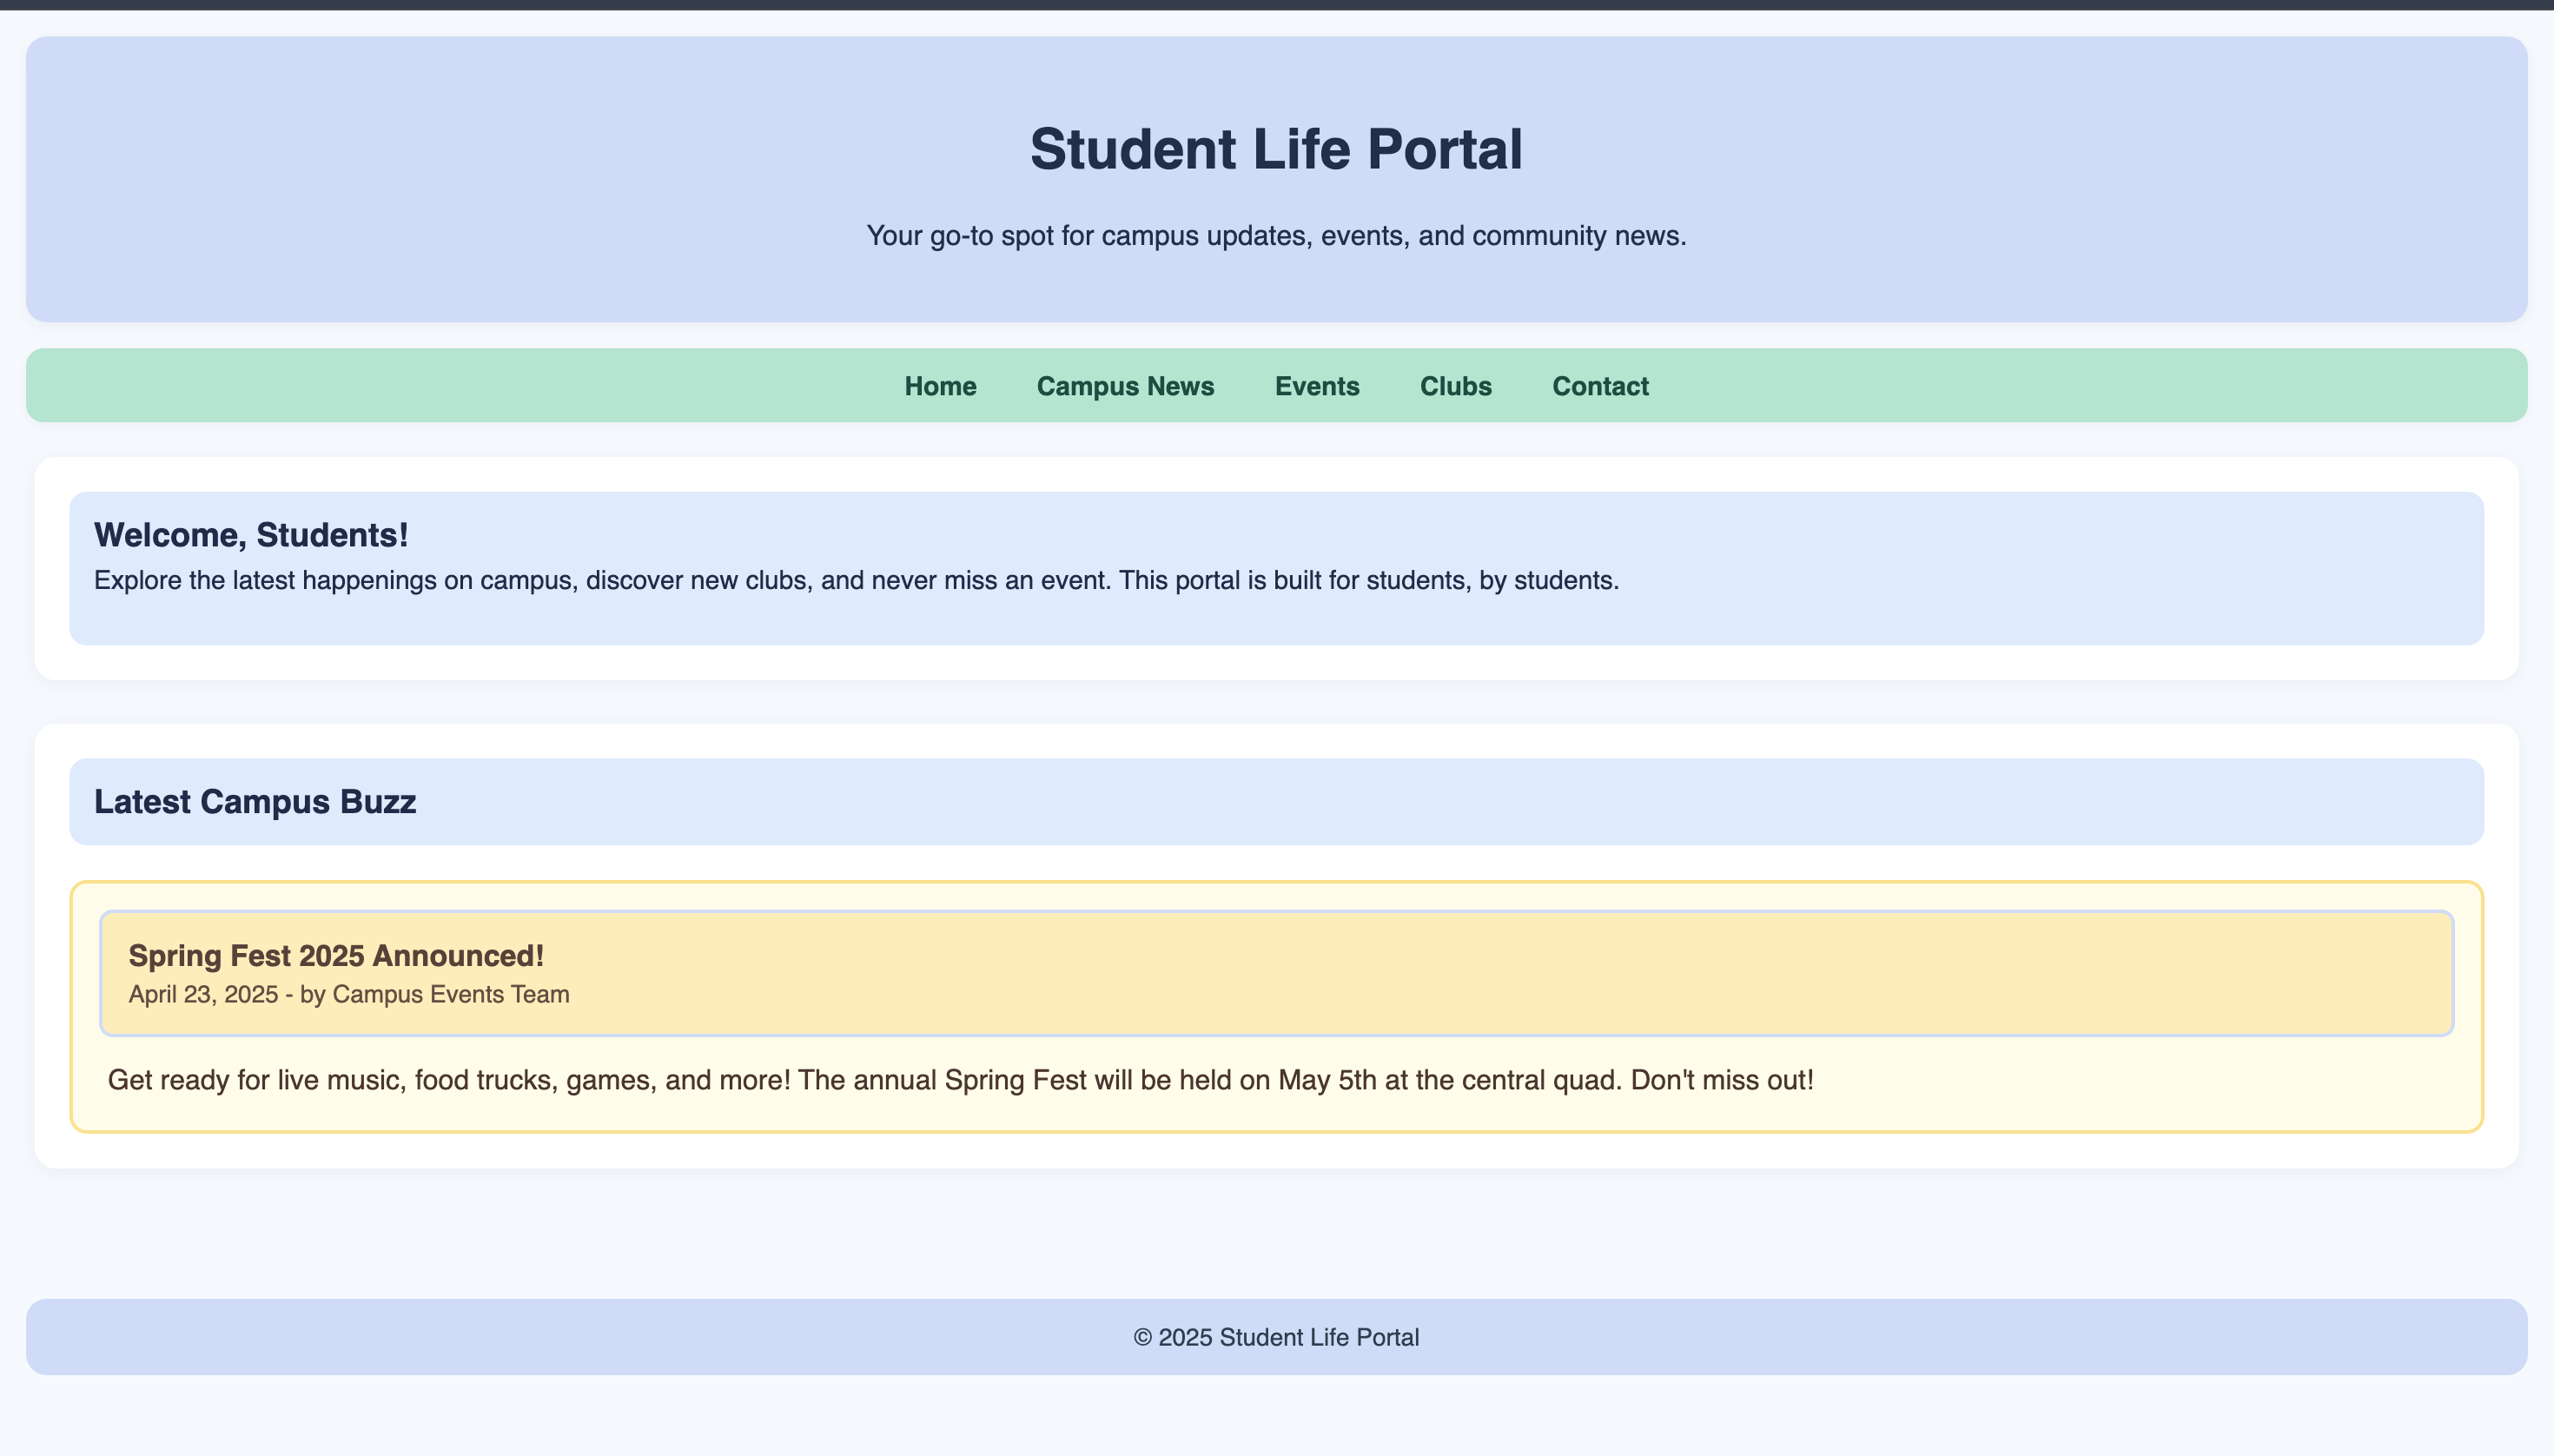 Student Life Portal
Your go-to spot for campus updates, events, and community news.
Home Campus News Events Clubs Contact
Welcome, Students!
Explore the latest happenings on campus, discover new clubs, and never miss an event. This portal is built for students, by students.
Latest Campus Buzz
Spring Fest 2025 Announced!
April 23, 2025 - by Campus Events Team
Get ready for live music, food trucks, games, and more! The annual Spring Fest will be held on May 5th at the central quad. Don't miss out!
© 2025 Student Life Portal